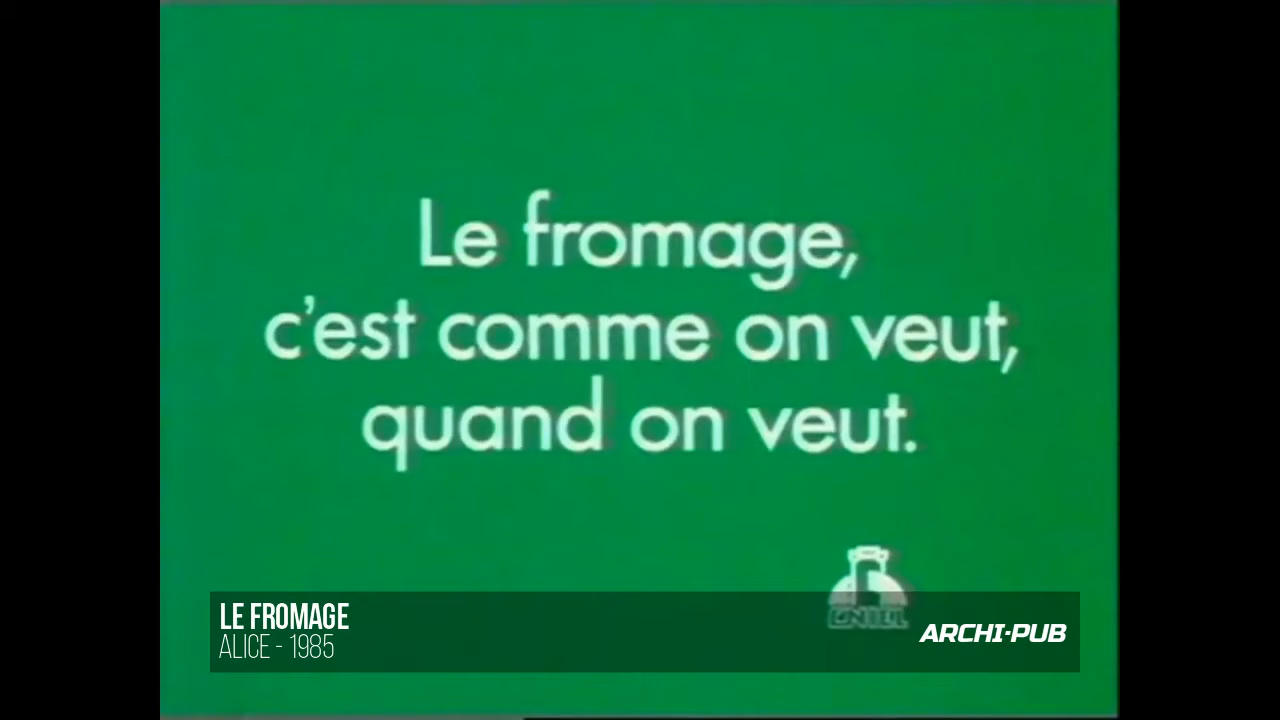 Le fromage,
c'est comme on veut,
quand on veut.
CNIEL
LE FROMAGE
ALICE - 1985
ARCHI-PUB